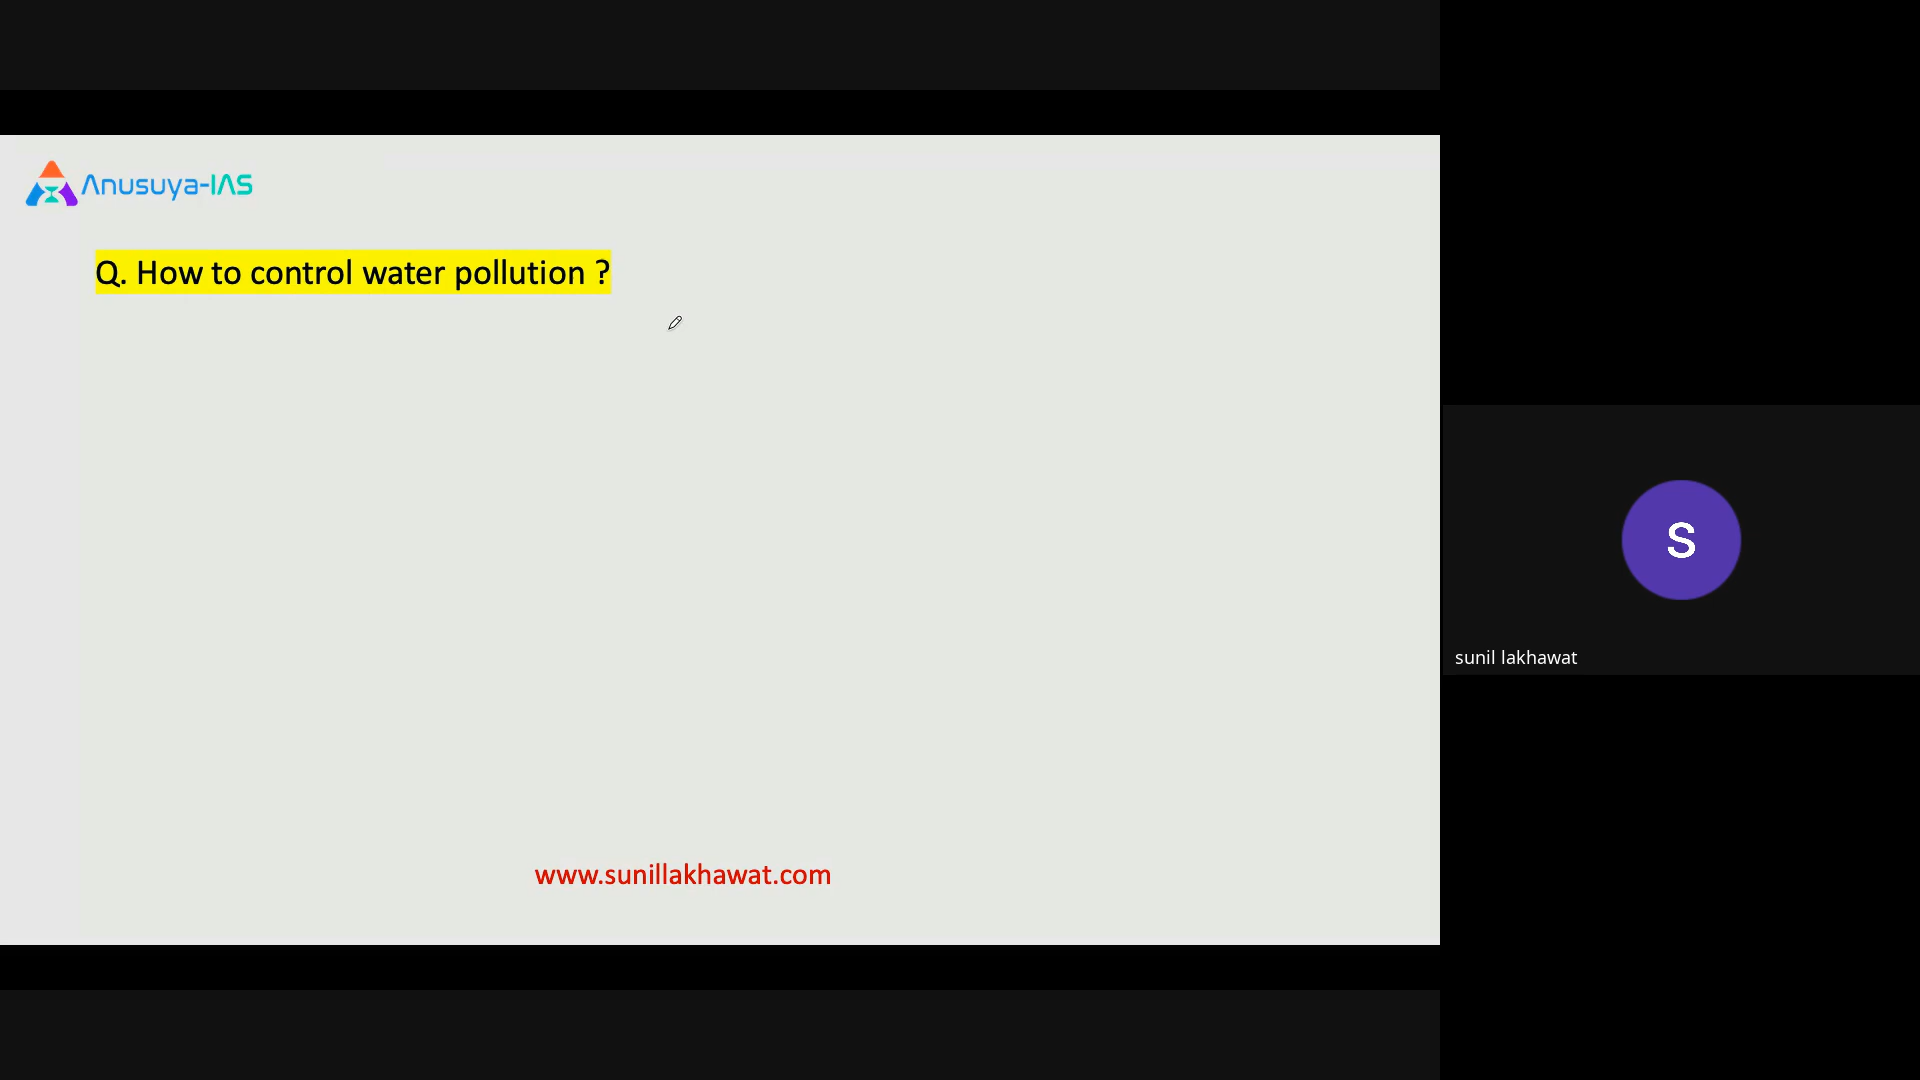 Anusuya-IAS
Q. How to control water pollution ?
S
sunil lakhawat
www.sunillakhawat.com